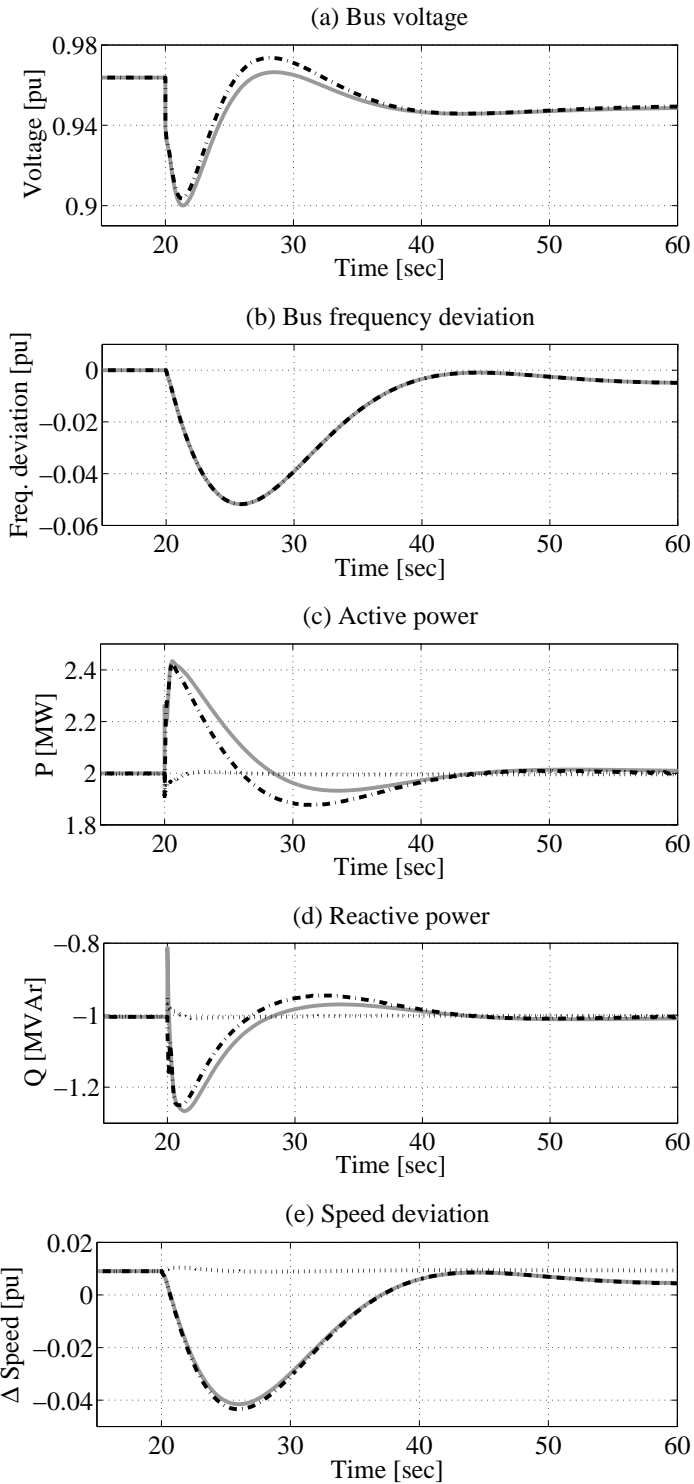 (a) Bus voltage
Voltage [pu]
0.98
0.94
0.9
20 30 40 50 60
Time [sec]
(b) Bus frequency deviation
Freq. deviation [pu]
0
−0.02
−0.04
−0.06
20 30 40 50 60
Time [sec]
(c) Active power
P [MW]
2.4
2.2
2
1.8
20 30 40 50 60
Time [sec]
(d) Reactive power
Q [MVAr]
−0.8
−1
−1.2
20 30 40 50 60
Time [sec]
(e) Speed deviation
Δ Speed [pu]
0.02
0
−0.02
−0.04
20 30 40 50 60
Time [sec]